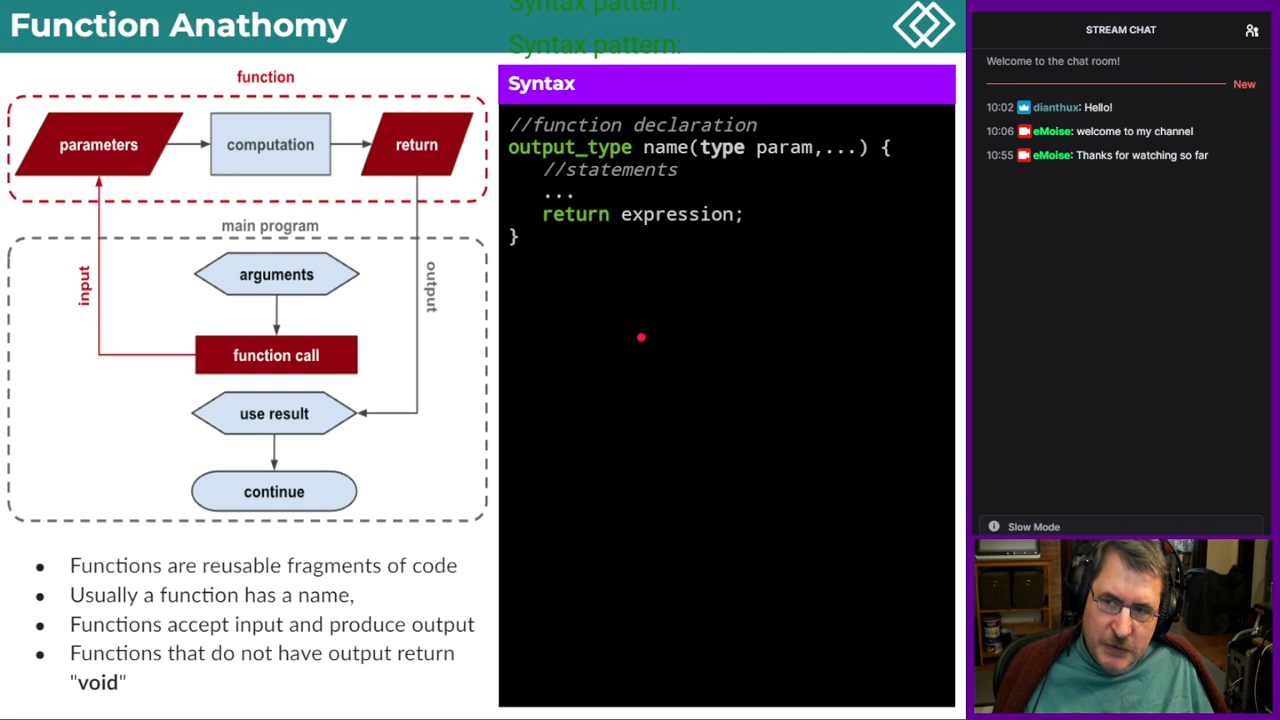 Function Anathomy
Syntax pattern:
Syntax pattern:
function
parameters
computation
return
main program
arguments
input
output
function call
use result
continue
● Functions are reusable fragments of code
● Usually a function has a name,
● Functions accept input and produce output
● Functions that do not have output return
"void"
Syntax
//function declaration
output_type name(type param,...) {
//statements
...
return expression;
}
STREAM CHAT
Welcome to the chat room!
New
10:02 dianthux: Hello!
10:06 eMoise: welcome to my channel
10:55 eMoise: Thanks for watching so far
Slow Mode